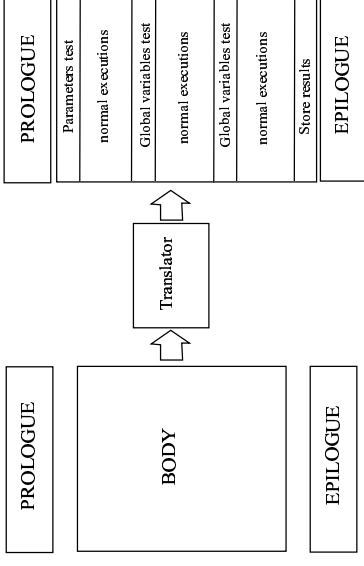 PROLOGUE
BODY
EPILOGUE
Translator
PROLOGUE
Parameters test
normal executions
Global variables test
normal executions
Global variables test
normal executions
Store results
EPILOGUE